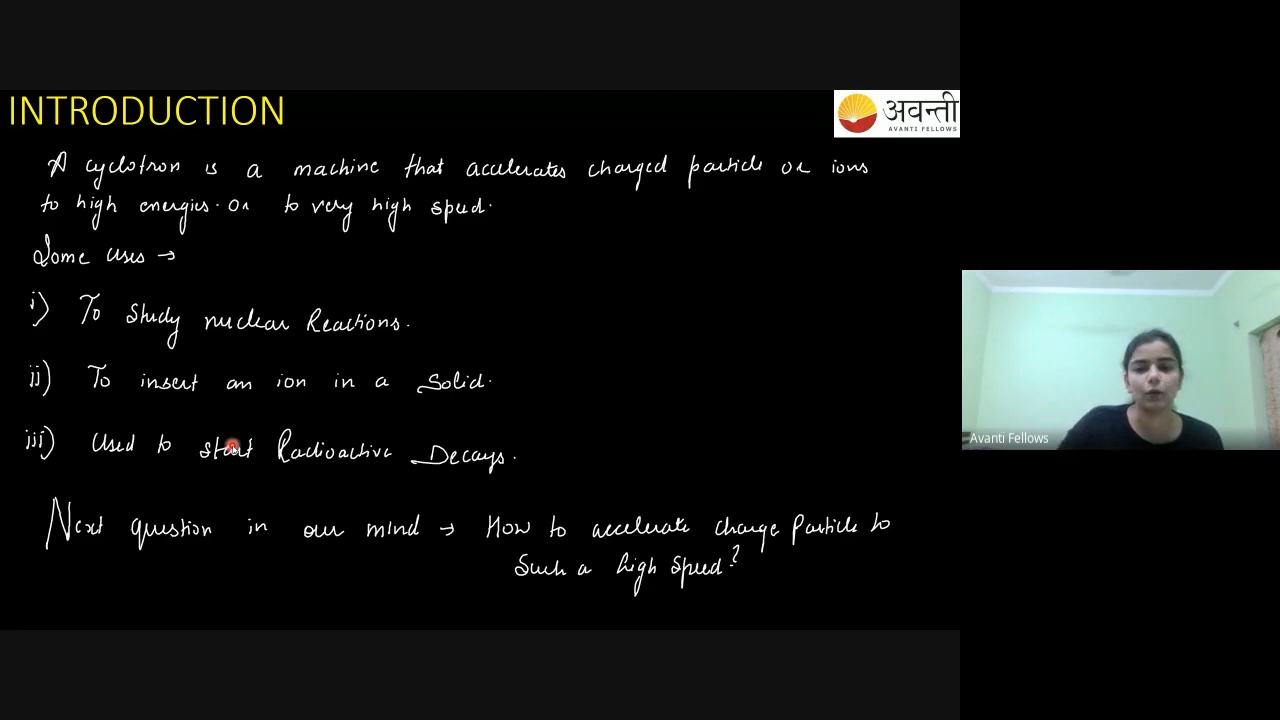 INTRODUCTION
अवन्ती
AVANTI FELLOWS
A cyclotron is a machine that accelerates charged particle or ions
to high energies. Or to very high speed.
Some uses →
i) To study nuclear Reactions.
ii) To insert an ion in a Solid.
iii) Used to start Radioactive Decays.
Next question in our mind → How to accelerate charge Particle to
Such a high speed?
Avanti Fellows